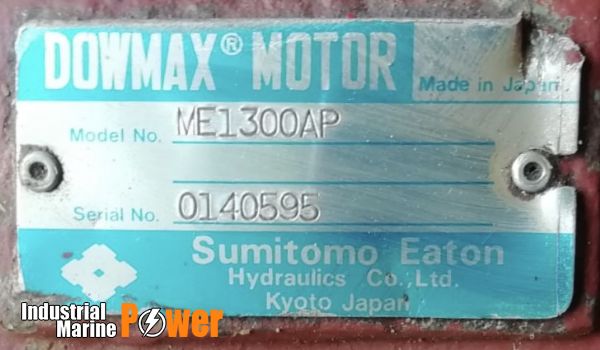 DOWMAX® MOTOR
Made in Japan.
Model No. ME1300AP
Serial No. 0140595
Sumitomo Eaton
Hydraulics Co., Ltd.
Kyoto Japan
Industrial
Marine Power